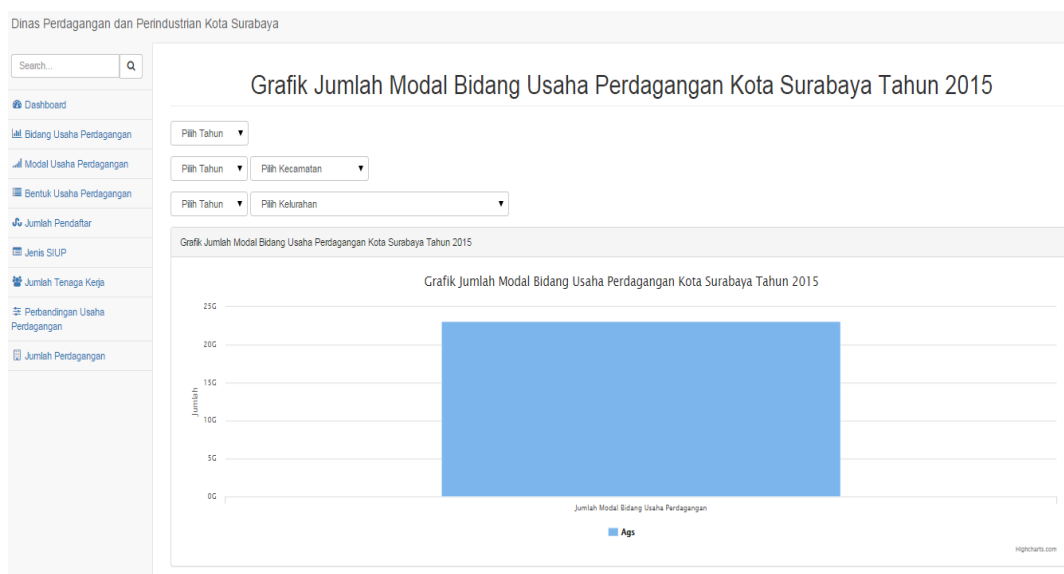 Dinas Perdagangan dan Perindustrian Kota Surabaya
Search...
Dashboard
Bidang Usaha Perdagangan
Modal Usaha Perdagangan
Bentuk Usaha Perdagangan
Jumlah Pendaftar
Jenis SIUP
Jumlah Tenaga Kerja
Perbandingan Usaha
Perdagangan
Jumlah Perdagangan
Grafik Jumlah Modal Bidang Usaha Perdagangan Kota Surabaya Tahun 2015
Pilih Tahun
Pilih Tahun Pilih Kecamatan
Pilih Tahun Pilih Kelurahan
Grafik Jumlah Modal Bidang Usaha Perdagangan Kota Surabaya Tahun 2015
Grafik Jumlah Modal Bidang Usaha Perdagangan Kota Surabaya Tahun 2015
25G
20G
15G
10G
5G
0G
Jumlah
Jumlah Modal Bidang Usaha Perdagangan
Ags
Highcharts.com